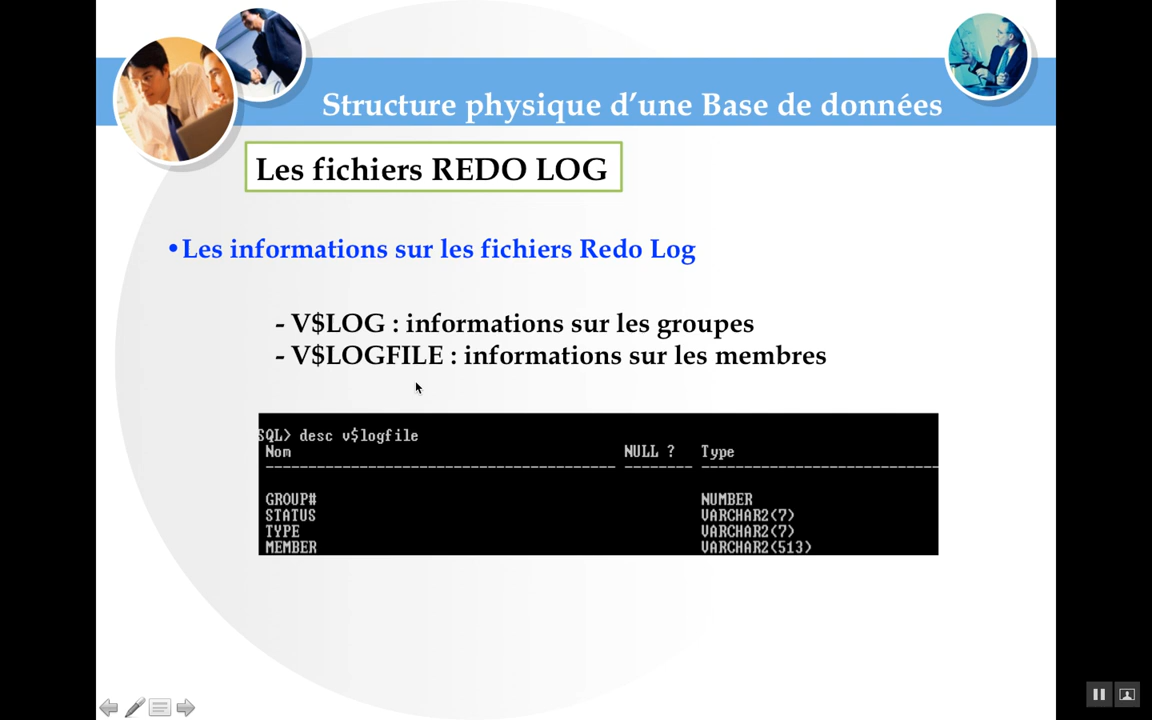 Structure physique d’une Base de données
Les fichiers REDO LOG
•Les informations sur les fichiers Redo Log
- V$LOG : informations sur les groupes
- V$LOGFILE : informations sur les membres
SQL> desc v$logfile
Nom NULL ? Type
----------------------------------------- -------- ----------------------------
GROUP# NUMBER
STATUS VARCHAR2(7)
TYPE VARCHAR2(7)
MEMBER VARCHAR2(513)